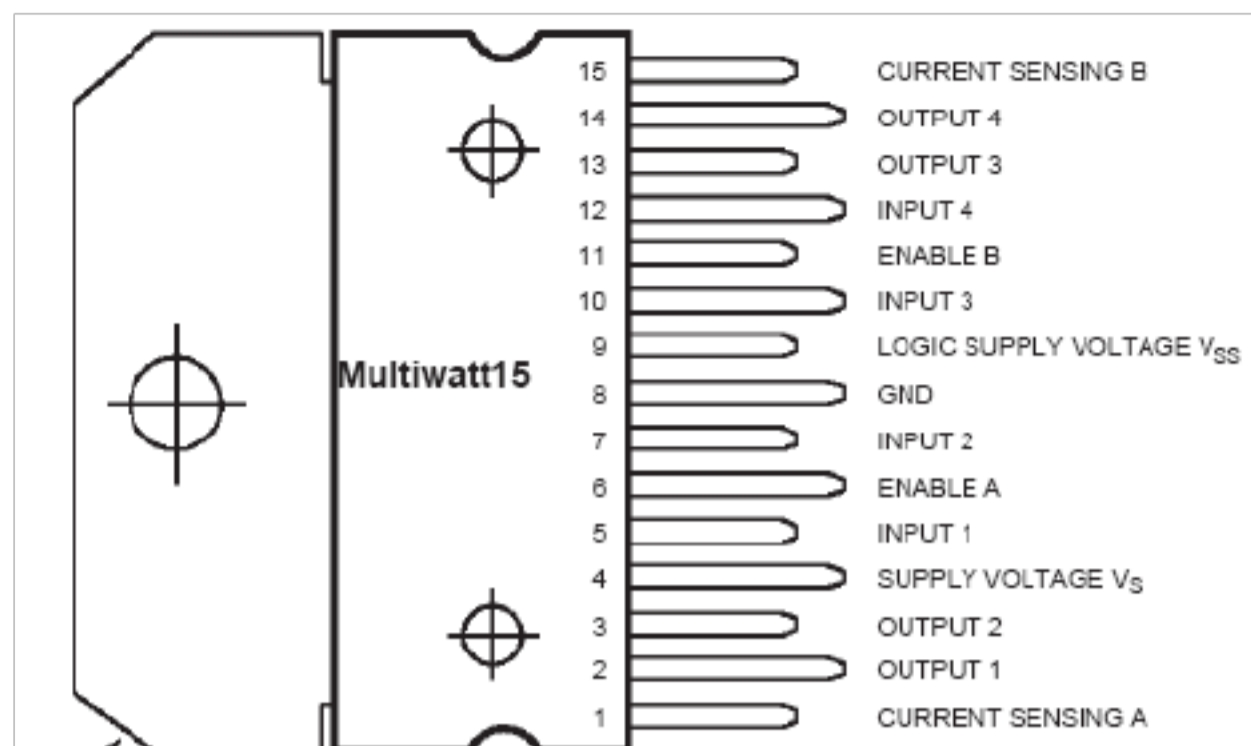 15 CURRENT SENSING B
14 OUTPUT 4
13 OUTPUT 3
12 INPUT 4
11 ENABLE B
10 INPUT 3
9 LOGIC SUPPLY VOLTAGE VSS
Multiwatt15
8 GND
7 INPUT 2
6 ENABLE A
5 INPUT 1
4 SUPPLY VOLTAGE VS
3 OUTPUT 2
2 OUTPUT 1
1 CURRENT SENSING A